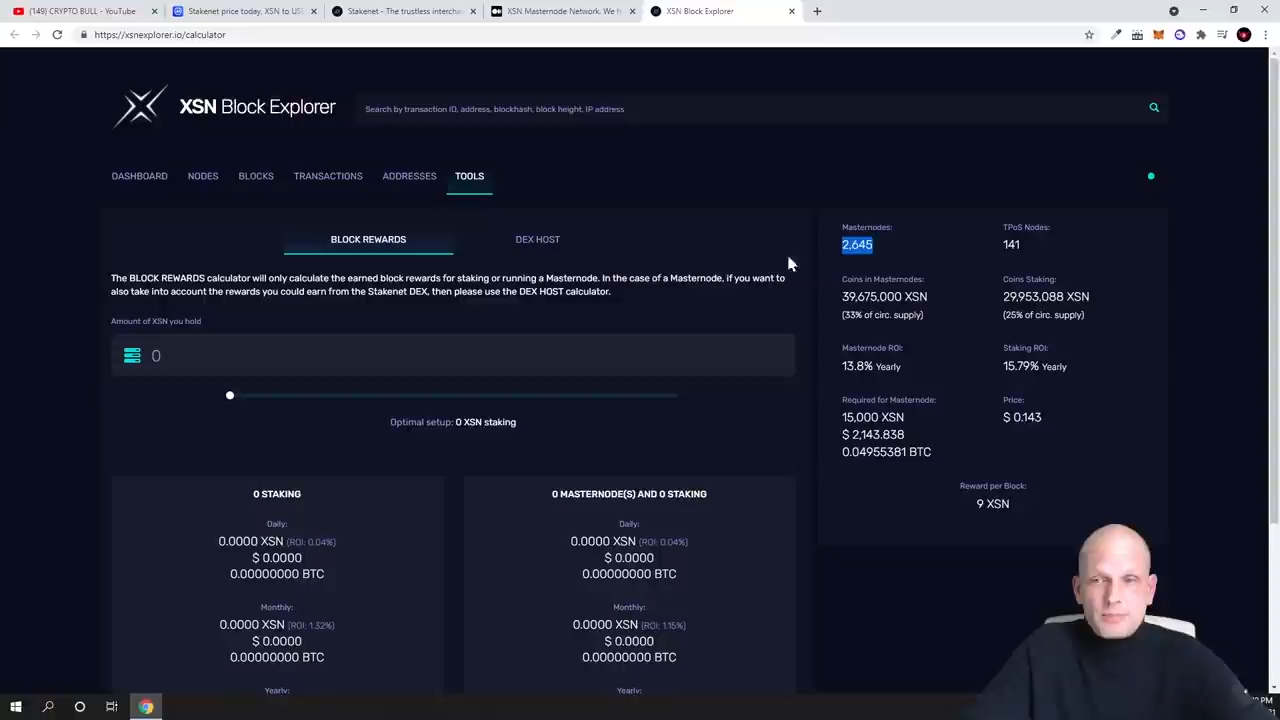 (149) CRYPTO BULL - YouTube
Stakenet price today, XSN to US
Stakenet - The trustless interchai
XSN Masternode Network. We h
XSN Block Explorer
https://xsnexplorer.io/calculator
XSN Block Explorer
Search by transaction ID, address, blockhash, block height, IP address
DASHBOARD NODES BLOCKS TRANSACTIONS ADDRESSES TOOLS
BLOCK REWARDS DEX HOST
The BLOCK REWARDS calculator will only calculate the earned block rewards for staking or running a Masternode. In the case of a Masternode, if you want to
also take into account the rewards you could earn from the Stakenet DEX, then please use the DEX HOST calculator.
Amount of XSN you hold
0
Optimal setup: 0 XSN staking
0 STAKING
Daily:
0.0000 XSN (ROI: 0.04%)
$ 0.0000
0.00000000 BTC
Monthly:
0.0000 XSN (ROI: 1.32%)
$ 0.0000
0.00000000 BTC
Yearly:
0 MASTERNODE(S) AND 0 STAKING
Daily:
0.0000 XSN (ROI: 0.04%)
$ 0.0000
0.00000000 BTC
Monthly:
0.0000 XSN (ROI: 1.15%)
$ 0.0000
0.00000000 BTC
Yearly:
Masternodes:
2,645
TPoS Nodes:
141
Coins in Masternodes:
39,675,000 XSN
(33% of circ. supply)
Coins Staking:
29,953,088 XSN
(25% of circ. supply)
Masternode ROI:
13.8% Yearly
Staking ROI:
15.79% Yearly
Required for Masternode:
15,000 XSN
$ 2,143.838
0.04955381 BTC
Price:
$ 0.143
Reward per Block:
9 XSN
PM